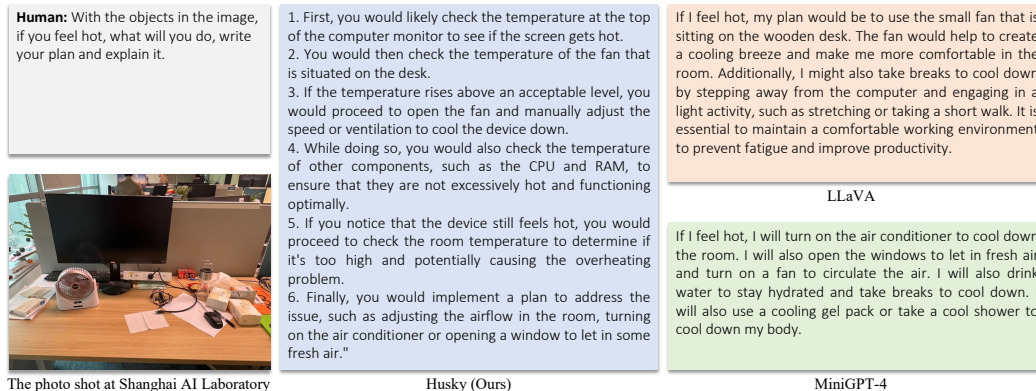 Human: With the objects in the image,
if you feel hot, what will you do, write
your plan and explain it.
The photo shot at Shanghai AI Laboratory
1. First, you would likely check the temperature at the top
of the computer monitor to see if the screen gets hot.
2. You would then check the temperature of the fan that
is situated on the desk.
3. If the temperature rises above an acceptable level, you
would proceed to open the fan and manually adjust the
speed or ventilation to cool the device down.
4. While doing so, you would also check the temperature
of other components, such as the CPU and RAM, to
ensure that they are not excessively hot and functioning
optimally.
5. If you notice that the device still feels hot, you would
proceed to check the room temperature to determine if
it's too high and potentially causing the overheating
problem.
6. Finally, you would implement a plan to address the
issue, such as adjusting the airflow in the room, turning
on the air conditioner or opening a window to let in some
fresh air."
Husky (Ours)
If I feel hot, my plan would be to use the small fan that is
sitting on the wooden desk. The fan would help to create
a cooling breeze and make me more comfortable in the
room. Additionally, I might also take breaks to cool down
by stepping away from the computer and engaging in a
light activity, such as stretching or taking a short walk. It is
essential to maintain a comfortable working environment
to prevent fatigue and improve productivity.
LLaVA
If I feel hot, I will turn on the air conditioner to cool down
the room. I will also open the windows to let in fresh air
and turn on a fan to circulate the air. I will also drink
water to stay hydrated and take breaks to cool down.
will also use a cooling gel pack or take a cool shower to
cool down my body.
MiniGPT-4